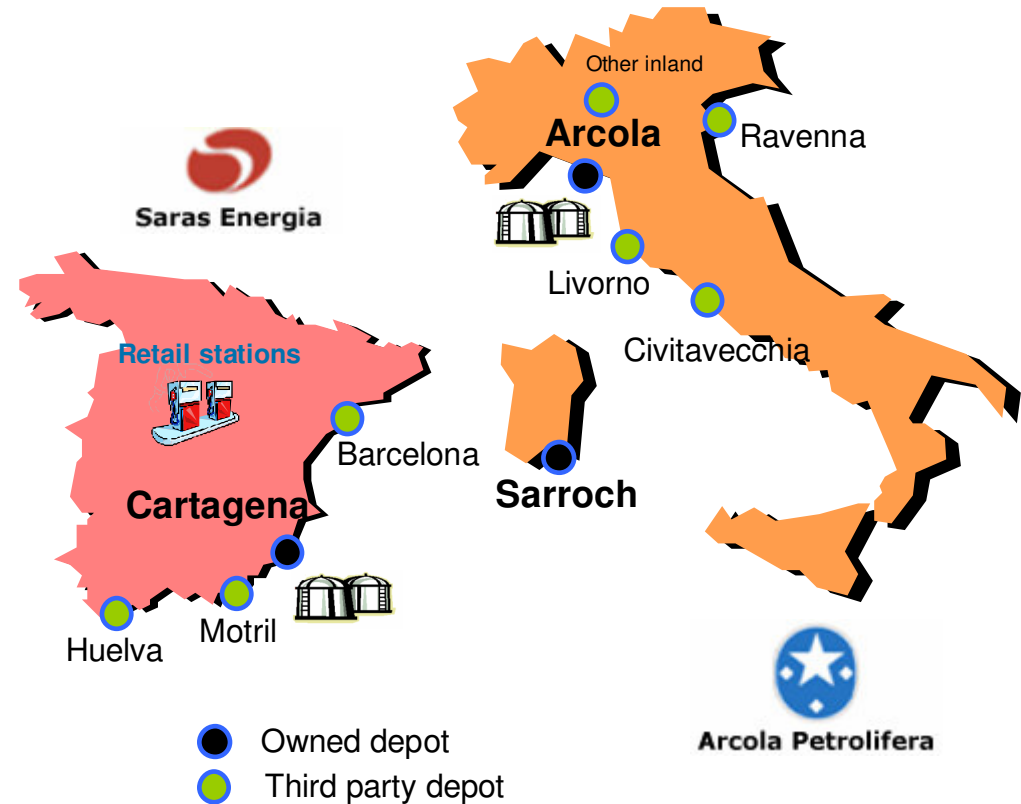 Other inland
Arcola
Ravenna
Saras Energia
Livorno
Civitavecchia
Retail stations
Barcelona
Sarroch
Cartagena
Motril
Huelva
Arcola Petrolifera
Owned depot
Third party depot